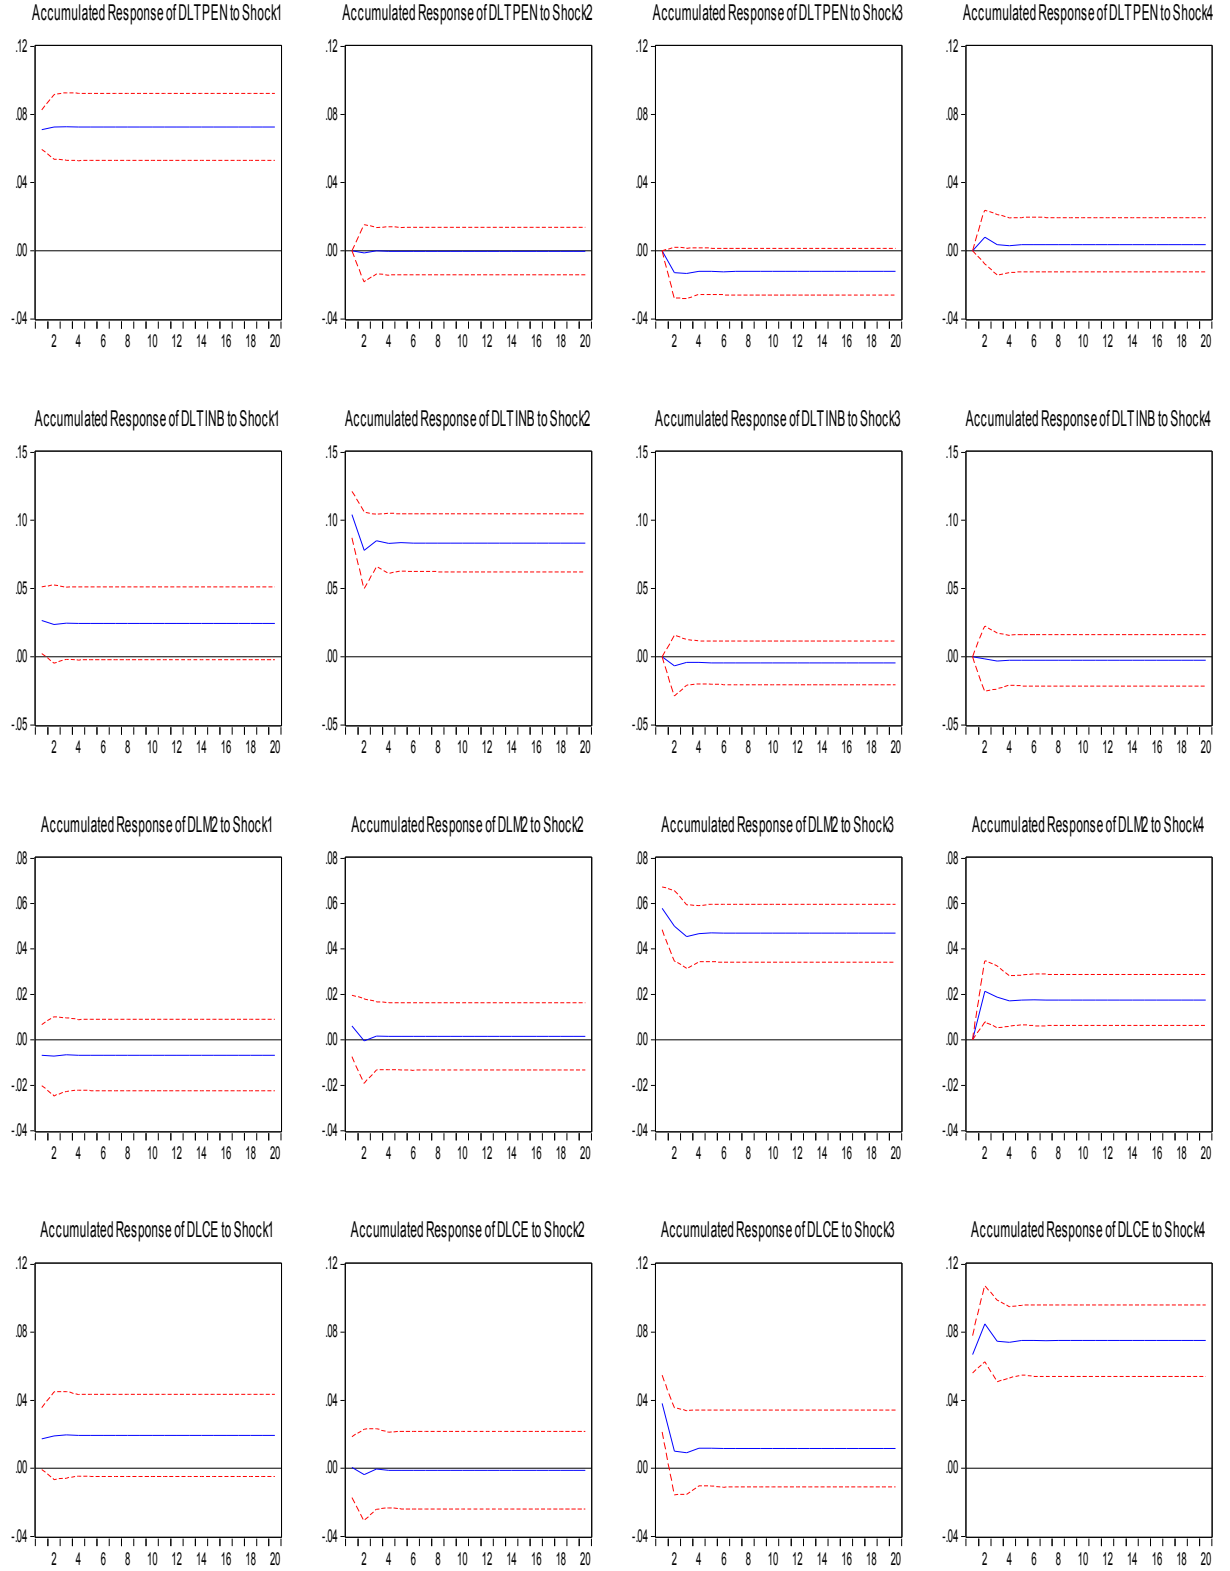 Accumulated Response of DLTPEN to Shock1 Accumulated Response of DLTPEN to Shock2 Accumulated Response of DLTPEN to Shock3 Accumulated Response of DLTPEN to Shock4
.12 .12 .12 .12
.08 .08 .08 .08
.04 .04 .04 .04
.00 .00 .00 .00
-.04 -.04 -.04 -.04
2 4 6 8 10 12 14 16 18 20 2 4 6 8 10 12 14 16 18 20 2 4 6 8 10 12 14 16 18 20 2 4 6 8 10 12 14 16 18 20
Accumulated Response of DLTINB to Shock1 Accumulated Response of DLTINB to Shock2 Accumulated Response of DLTINB to Shock3 Accumulated Response of DLTINB to Shock4
.15 .15 .15 .15
.10 .10 .10 .10
.05 .05 .05 .05
.00 .00 .00 .00
-.05 -.05 -.05 -.05
2 4 6 8 10 12 14 16 18 20 2 4 6 8 10 12 14 16 18 20 2 4 6 8 10 12 14 16 18 20 2 4 6 8 10 12 14 16 18 20
Accumulated Response of DLM2 to Shock1 Accumulated Response of DLM2 to Shock2 Accumulated Response of DLM2 to Shock3 Accumulated Response of DLM2 to Shock4
.08 .08 .08 .08
.06 .06 .06 .06
.04 .04 .04 .04
.02 .02 .02 .02
.00 .00 .00 .00
-.02 -.02 -.02 -.02
-.04 -.04 -.04 -.04
2 4 6 8 10 12 14 16 18 20 2 4 6 8 10 12 14 16 18 20 2 4 6 8 10 12 14 16 18 20 2 4 6 8 10 12 14 16 18 20
Accumulated Response of DLCE to Shock1 Accumulated Response of DLCE to Shock2 Accumulated Response of DLCE to Shock3 Accumulated Response of DLCE to Shock4
.12 .12 .12 .12
.08 .08 .08 .08
.04 .04 .04 .04
.00 .00 .00 .00
-.04 -.04 -.04 -.04
2 4 6 8 10 12 14 16 18 20 2 4 6 8 10 12 14 16 18 20 2 4 6 8 10 12 14 16 18 20 2 4 6 8 10 12 14 16 18 20